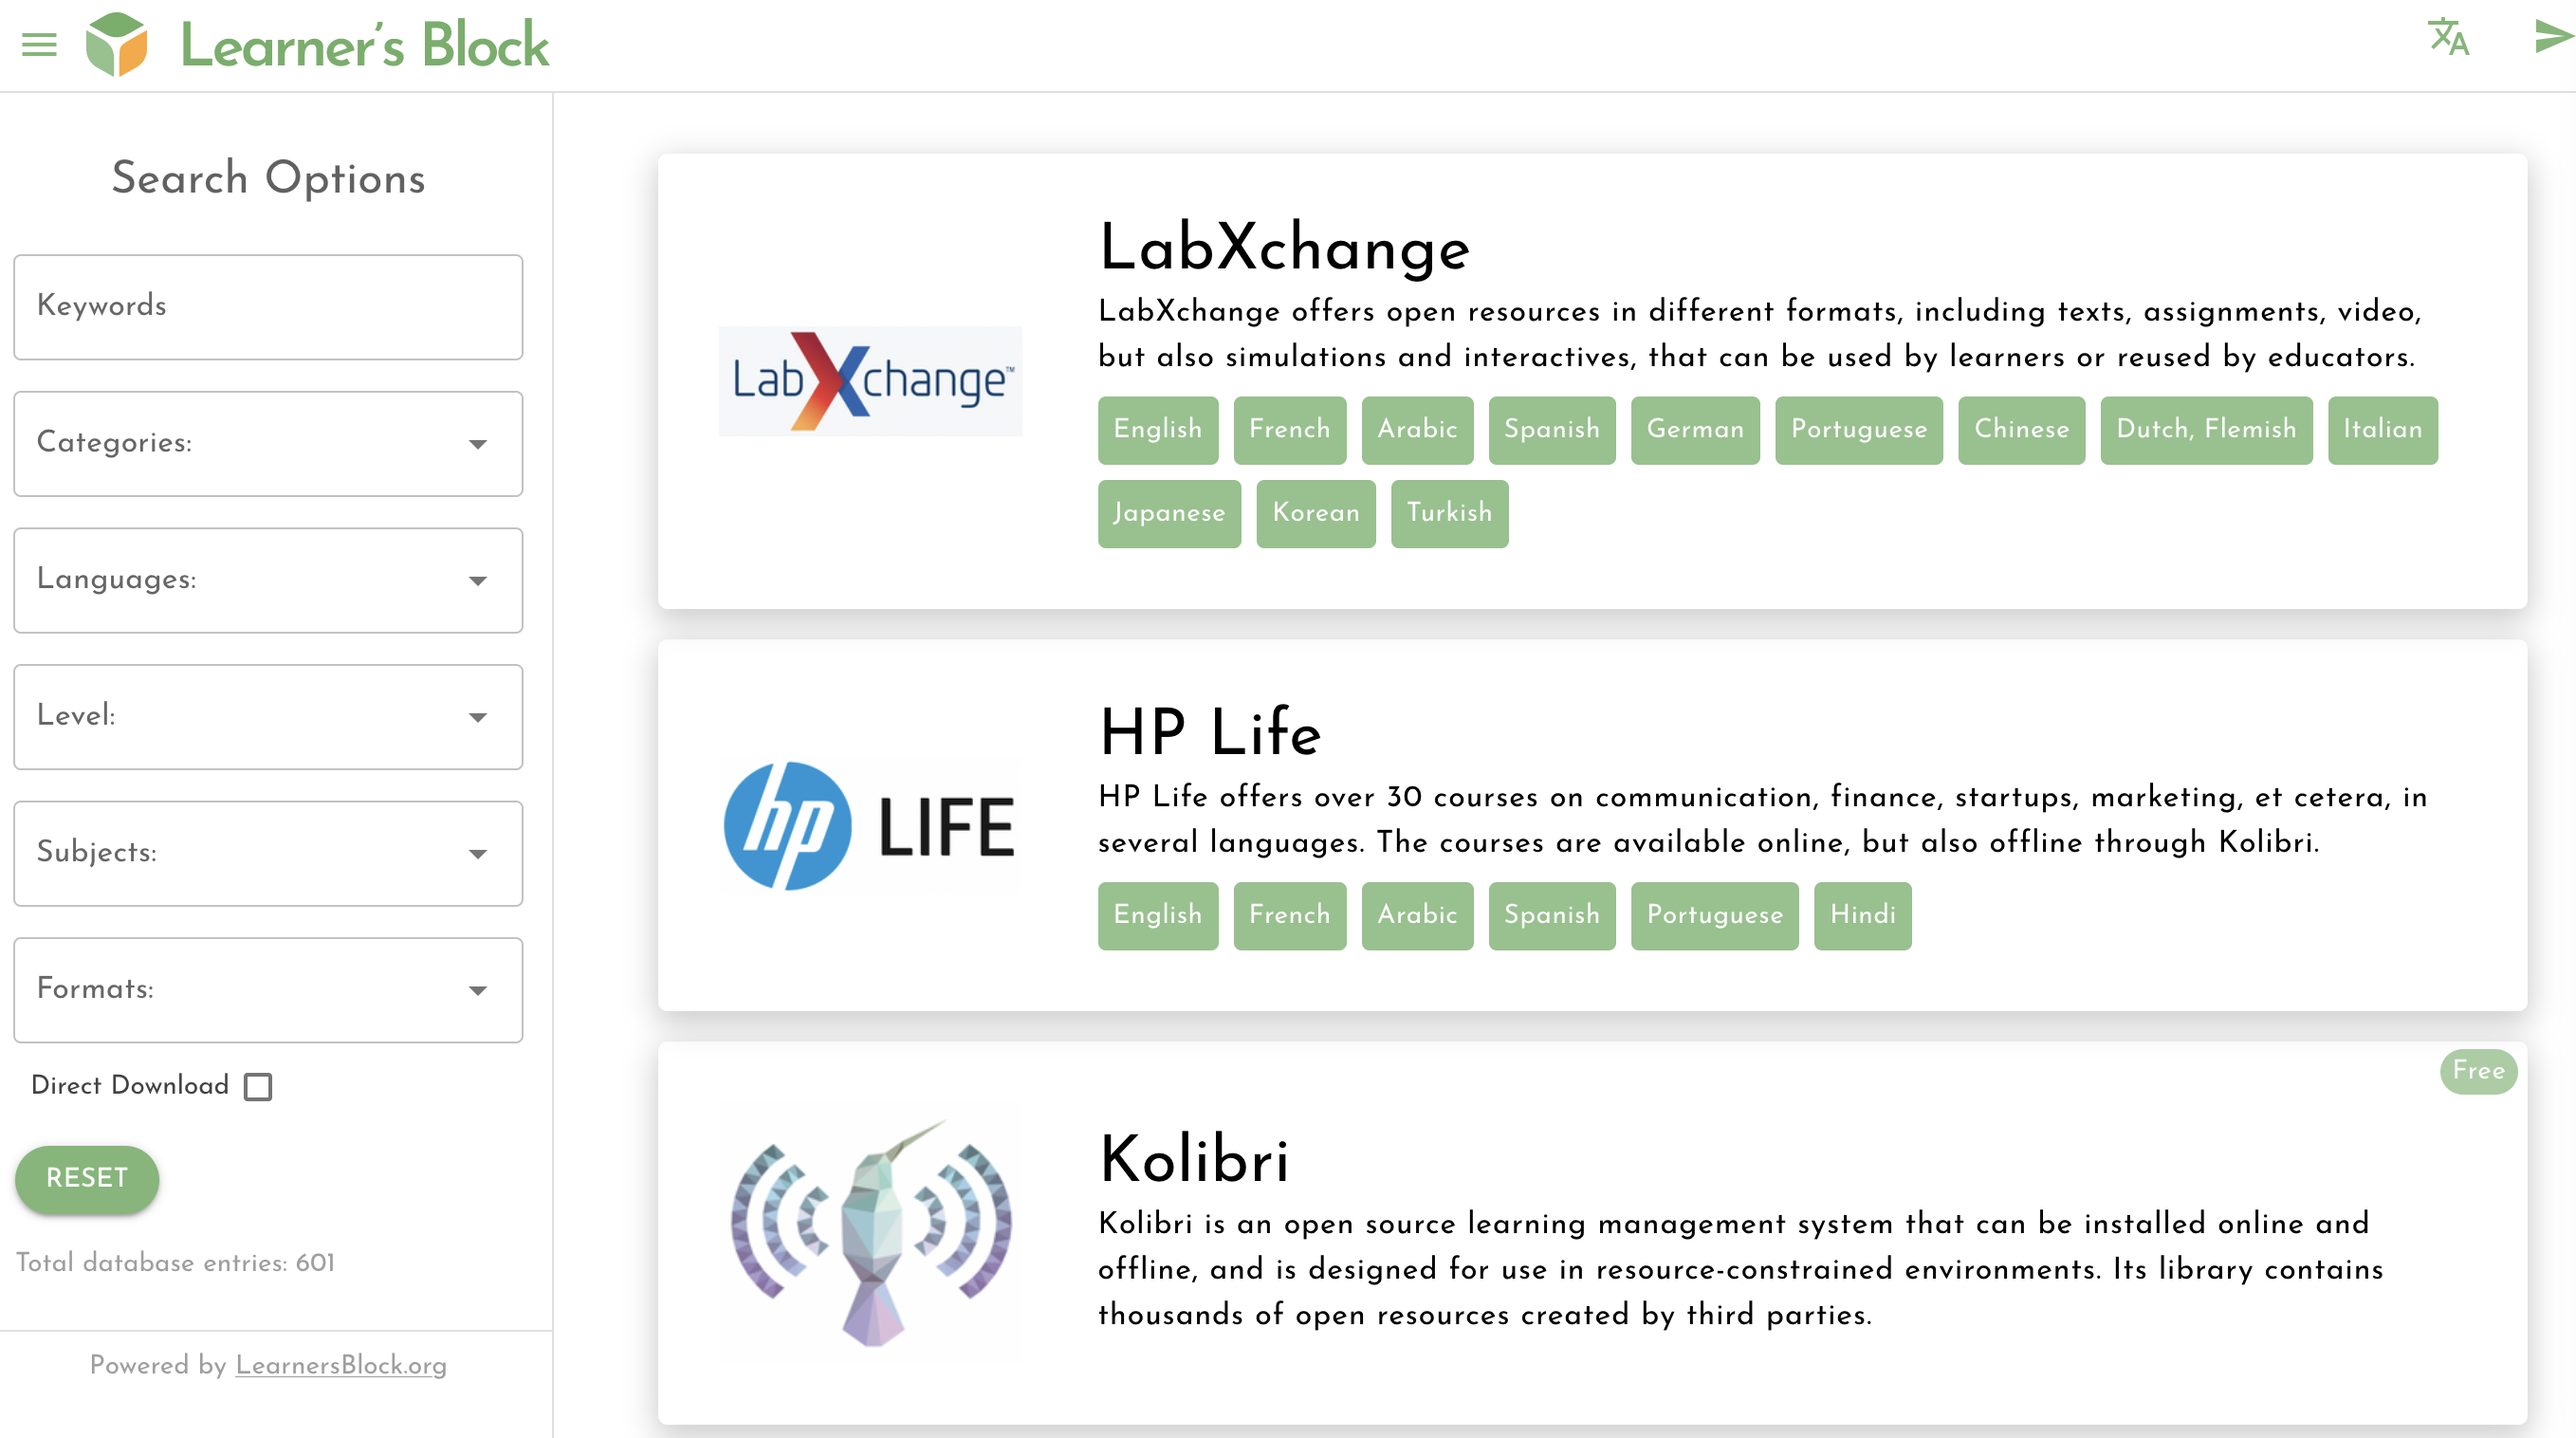 Learner's Block
Search Options
Keywords
Categories:
Languages:
Level:
Subjects:
Formats:
Direct Download
RESET
Total database entries: 601
Powered by LearnersBlock.org
LabXchange™
LabXchange
LabXchange offers open resources in different formats, including texts, assignments, video,
but also simulations and interactives, that can be used by learners or reused by educators.
English French Arabic Spanish German Portuguese Chinese Dutch, Flemish Italian
Japanese Korean Turkish
hp LIFE
HP Life
HP Life offers over 30 courses on communication, finance, startups, marketing, et cetera, in
several languages. The courses are available online, but also offline through Kolibri.
English French Arabic Spanish Portuguese Hindi
Free
Kolibri
Kolibri is an open source learning management system that can be installed online and
offline, and is designed for use in resource-constrained environments. Its library contains
thousands of open resources created by third parties.